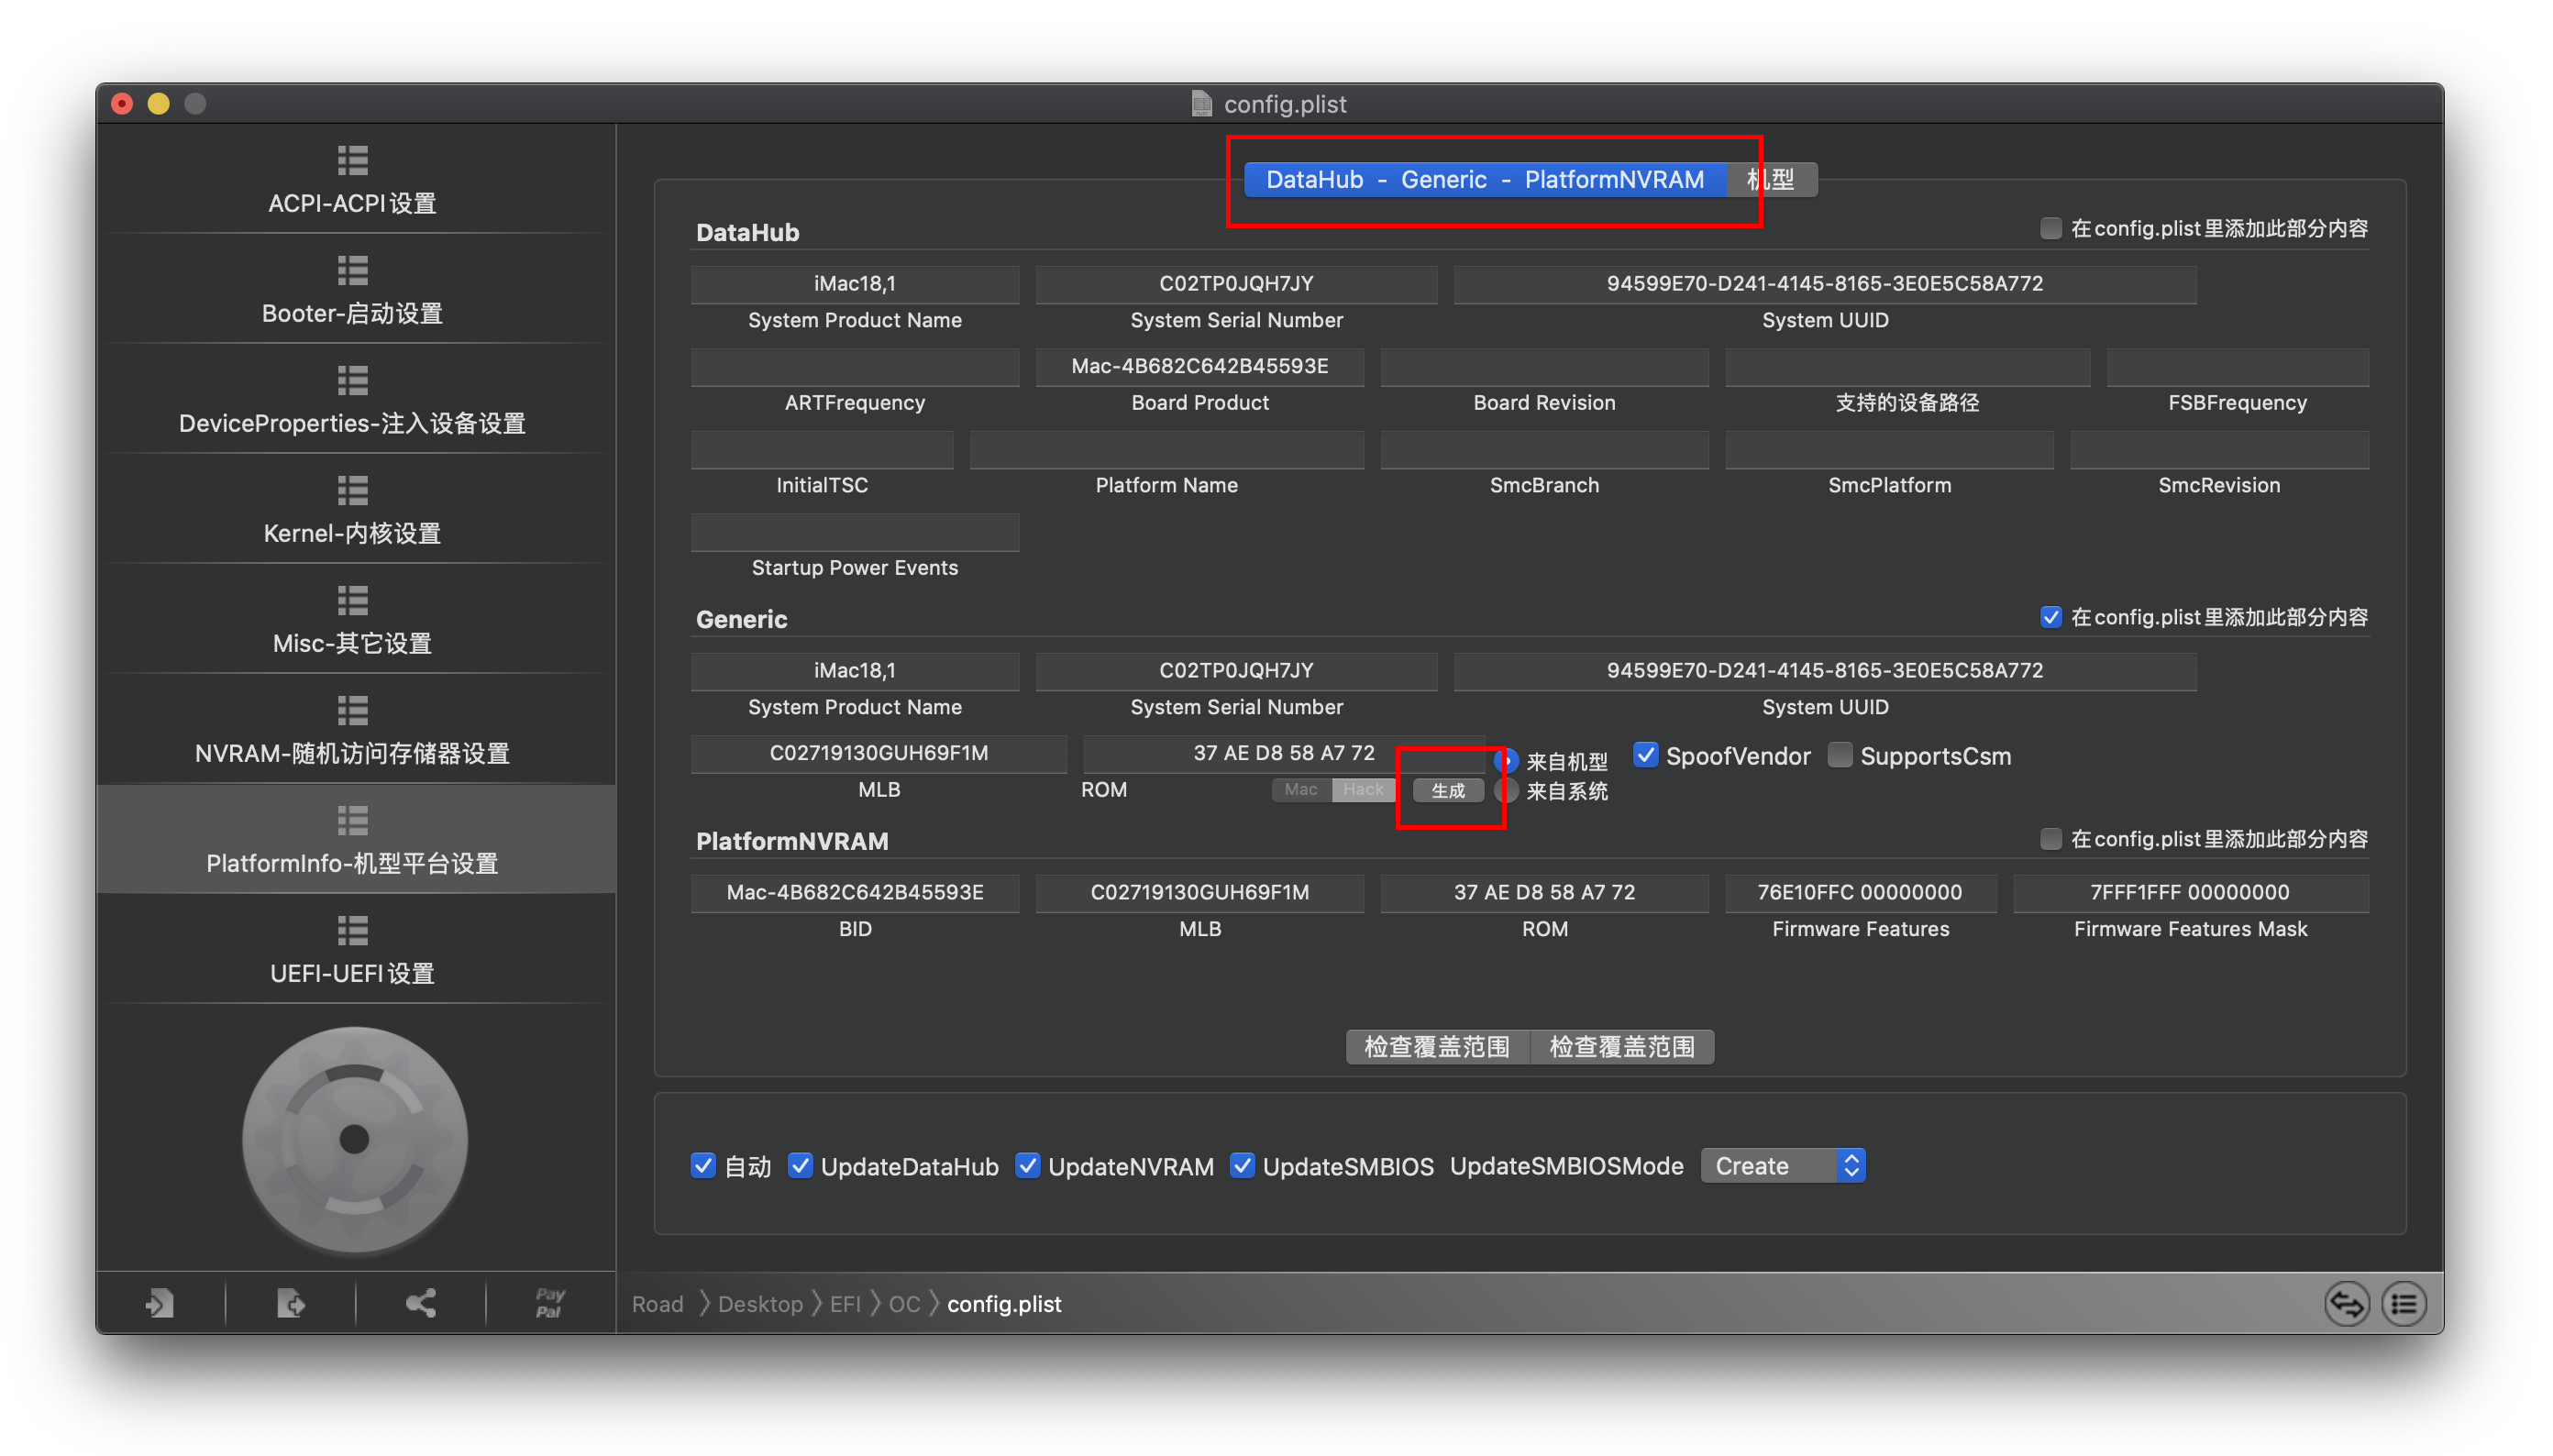 config.plist
ACPI-ACPI设置
Booter-启动设置
DeviceProperties-注入设备设置
Kernel-内核设置
Misc-其它设置
NVRAM-随机访问存储器设置
PlatformInfo-机型平台设置
UEFI-UEFI设置
Pay
Pal
DataHub - Generic - PlatformNVRAM 机型
DataHub 在config.plist里添加此部分内容
iMac18,1 C02TP0JQH7JY 94599E70-D241-4145-8165-3E0E5C58A772
System Product Name System Serial Number System UUID
Mac-4B682C642B45593E
ARTFrequency Board Product Board Revision 支持的设备路径 FSBFrequency
InitialTSC Platform Name SmcBranch SmcPlatform SmcRevision
Startup Power Events
Generic 在config.plist里添加此部分内容
iMac18,1 C02TP0JQH7JY 94599E70-D241-4145-8165-3E0E5C58A772
System Product Name System Serial Number System UUID
C02719130GUH69F1M 37 AE D8 58 A7 72 来自机型 SpoofVendor SupportsCsm
MLB ROM Mac Hack 生成 来自系统
PlatformNVRAM 在config.plist里添加此部分内容
Mac-4B682C642B45593E C02719130GUH69F1M 37 AE D8 58 A7 72 76E10FFC 00000000 7FFF1FFF 00000000
BID MLB ROM Firmware Features Firmware Features Mask
检查覆盖范围 检查覆盖范围
自动 UpdateDataHub UpdateNVRAM UpdateSMBIOS UpdateSMBIOSMode Create
Road 〉Desktop 〉EFI 〉OC 〉config.plist